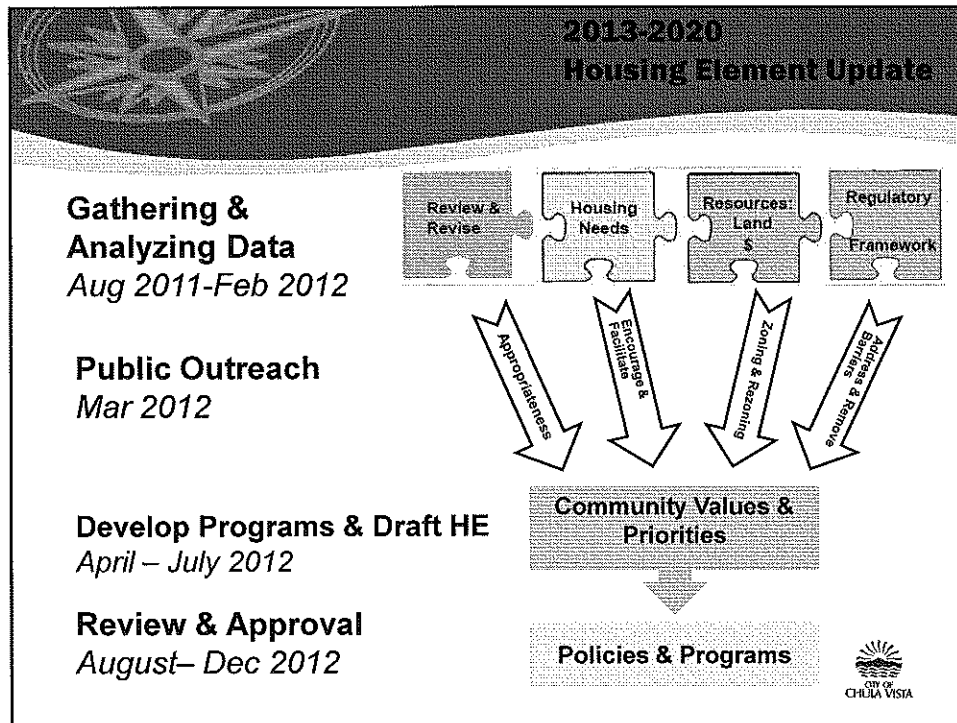 2013-2020
Housing Element Update
Gathering &
Analyzing Data
Aug 2011-Feb 2012
Review &
Revise
Housing
Needs
Resources:
Land
$
Regulatory
Framework
Appropriateness
Encourage &
Facilitate
Zoning & Rezoning
Address & Remove
Barriers
Public Outreach
Mar 2012
Community Values &
Priorities
Develop Programs & Draft HE
April – July 2012
Review & Approval
August– Dec 2012
Policies & Programs
CITY OF
CHULA VISTA